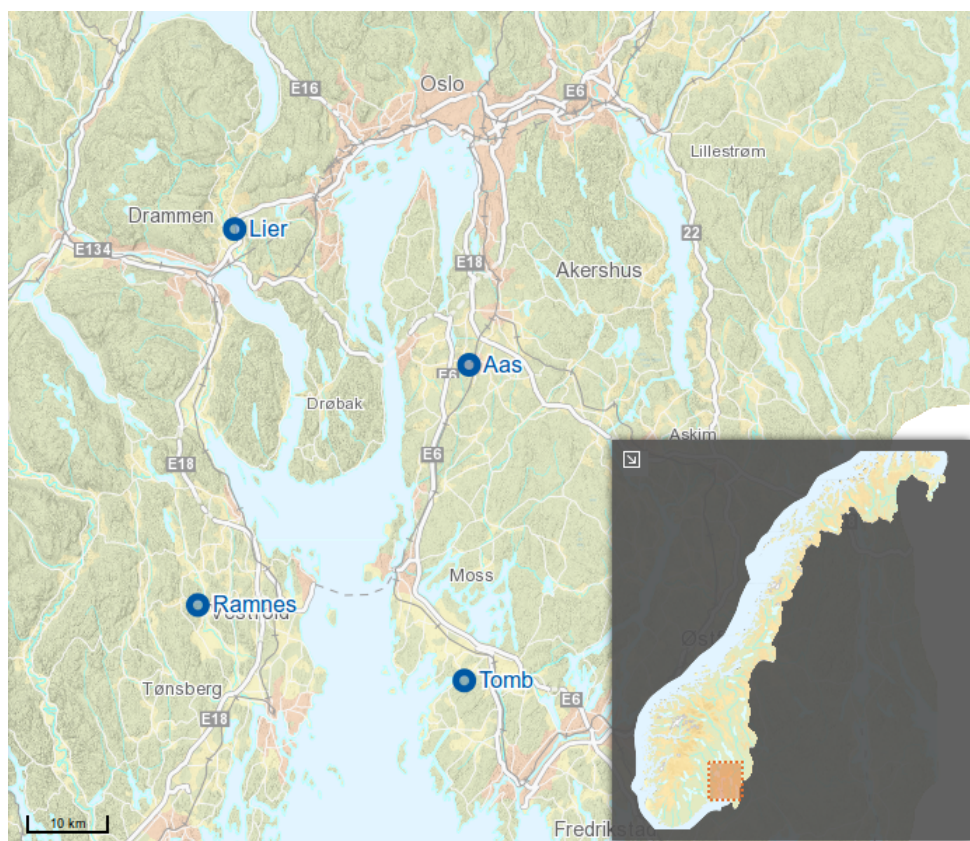 Oslo
E16
E6
Lillestrøm
Drammen
Lier
22
E134
E18
Akershus
Aas
E6
Drøbak
Askim
E6
E18
Moss
Ramnes
Vestfold
Tomb
Tønsberg
E6
E18
10 km
Fredrikstad